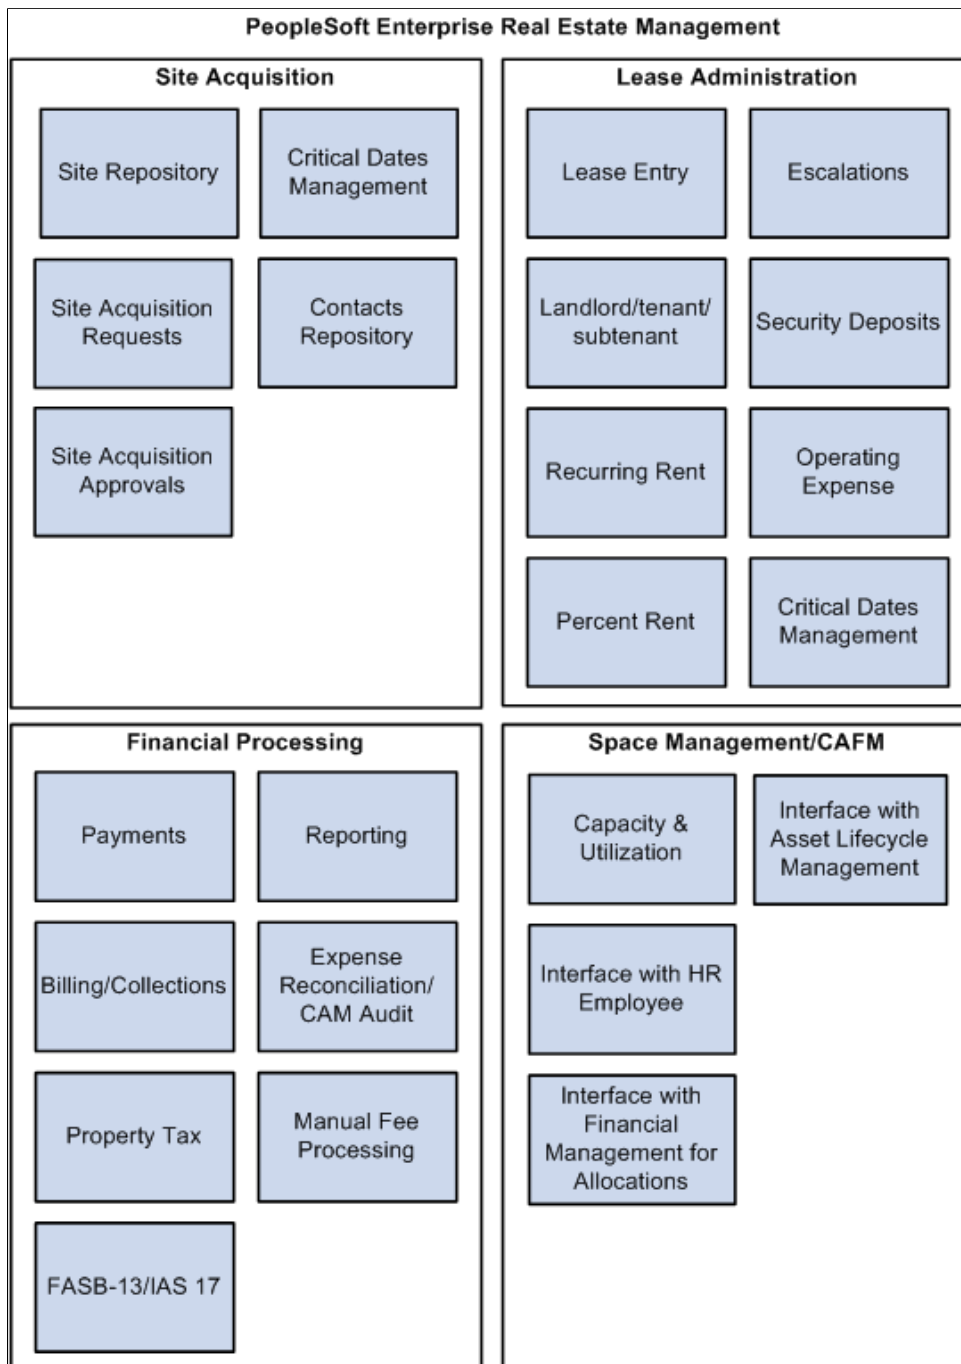 PeopleSoft Enterprise Real Estate Management
Site Acquisition
Site Repository
Critical Dates
Management
Site Acquisition
Requests
Contacts
Repository
Site Acquisition
Approvals
Lease Administration
Lease Entry
Escalations
Landlord/tenant/
subtenant
Security Deposits
Recurring Rent
Operating
Expense
Percent Rent
Critical Dates
Management
Financial Processing
Payments
Reporting
Billing/Collections
Expense
Reconciliation/
CAM Audit
Property Tax
Manual Fee
Processing
FASB-13/IAS 17
Space Management/CAFM
Capacity &
Utilization
Interface with
Asset Lifecycle
Management
Interface with HR
Employee
Interface with
Financial
Management for
Allocations